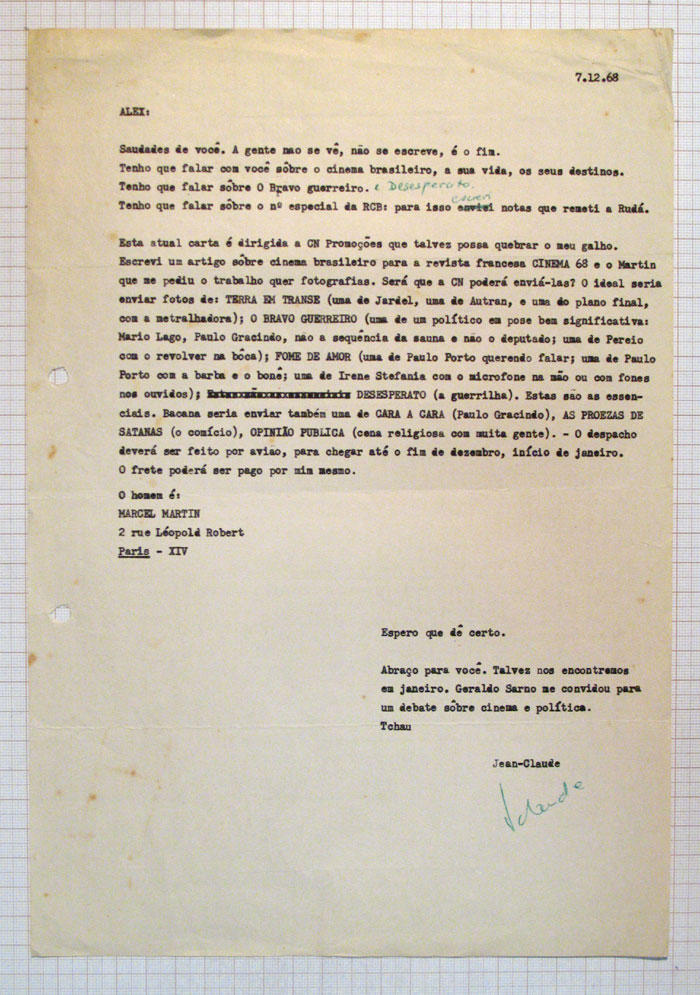 7.12.68
ALEX:
Saudades de você. A gente nao se vê, não se escreve, é o fim.
Tenho que falar com você sôbre o cinema brasileiro, a sua vida, os seus destinos.
Tenho que falar sôbre O Bravo guerreiro. e Desesperato.
escrevi
Tenho que falar sôbre o nº especial da RCB: para isso enviei notas que remeti a Rudá.
Esta atual carta é dirigida a CN Promoções que talvez possa quebrar o meu galho.
Escrevi um artigo sôbre cinema brasileiro para a revista francesa CINEMA 68 e o Martin
que me pediu o trabalho quer fotografias. Será que a CN poderá enviá-las? O ideal seria
enviar fotos de: TERRA EM TRANSE (uma de Jardel, uma de Autran, e uma do plano final,
com a metralhadora); O BRAVO GUERREIRO (uma de um político em pose bem significativa:
Mario Lago, Paulo Gracindo, não a sequência da sauna e não o deputado; uma de Pereio
com o revolver na bôca); FOME DE AMOR (uma de Paulo Porto querendo falar; uma de Paulo
Porto com a barba e o bonê; uma de Irene Stefania com o microfone na mão ou com fones
nos ouvidos); DESESPERATO (a guerrilha). Estas são as essen-
ciais. Bacana seria enviar também uma de CARA A CARA (Paulo Gracindo), AS PROEZAS DE
SATANAS (o comício), OPINIÃO PUBLICA (cena religiosa com muita gente). - O despacho
deverá ser feito por aviao, para chegar até o fim de dezembro, início de janeiro.
O frete poderá ser pago por mim mesmo.
O homem é:
MARCEL MARTIN
2 rue Léopold Robert
Paris - XIV
Espero que dê certo.
Abraço para você. Talvez nos encontremos
em janeiro. Geraldo Sarno me convidou para
um debate sôbre cinema e política.
Tchau
Jean-Claude